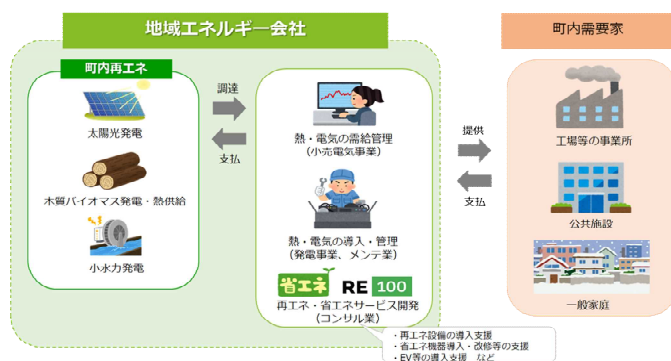 地域エネルギー会社
町内需要家
町内再エネ
太陽光発電
木質バイオマス発電・熱供給
小水力発電
調達
支払
熱・電気の需給管理
(小売電気事業)
熱・電気の導入・管理
(発電事業、メンテ業)
省エネ
RE 100
再エネ・省エネサービス開発
(コンサル業)
・再エネ設備の導入支援
・省エネ機器導入・改修等の支援
・EV等の導入支援 など
提供
支払
工場等の事業所
公共施設
一般家庭